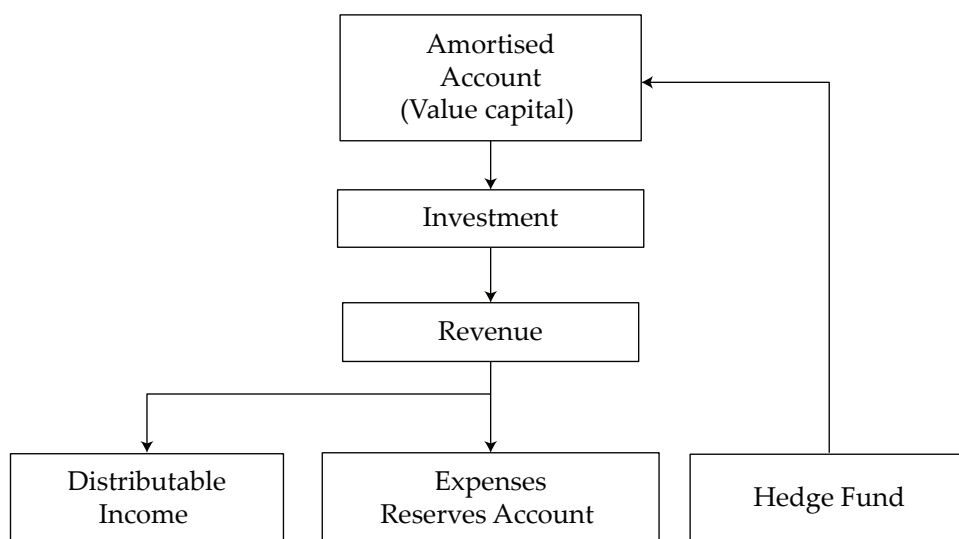 Amortised
Account
(Value capital)
Investment
Revenue
Distributable
Income
Expenses
Reserves Account
Hedge Fund